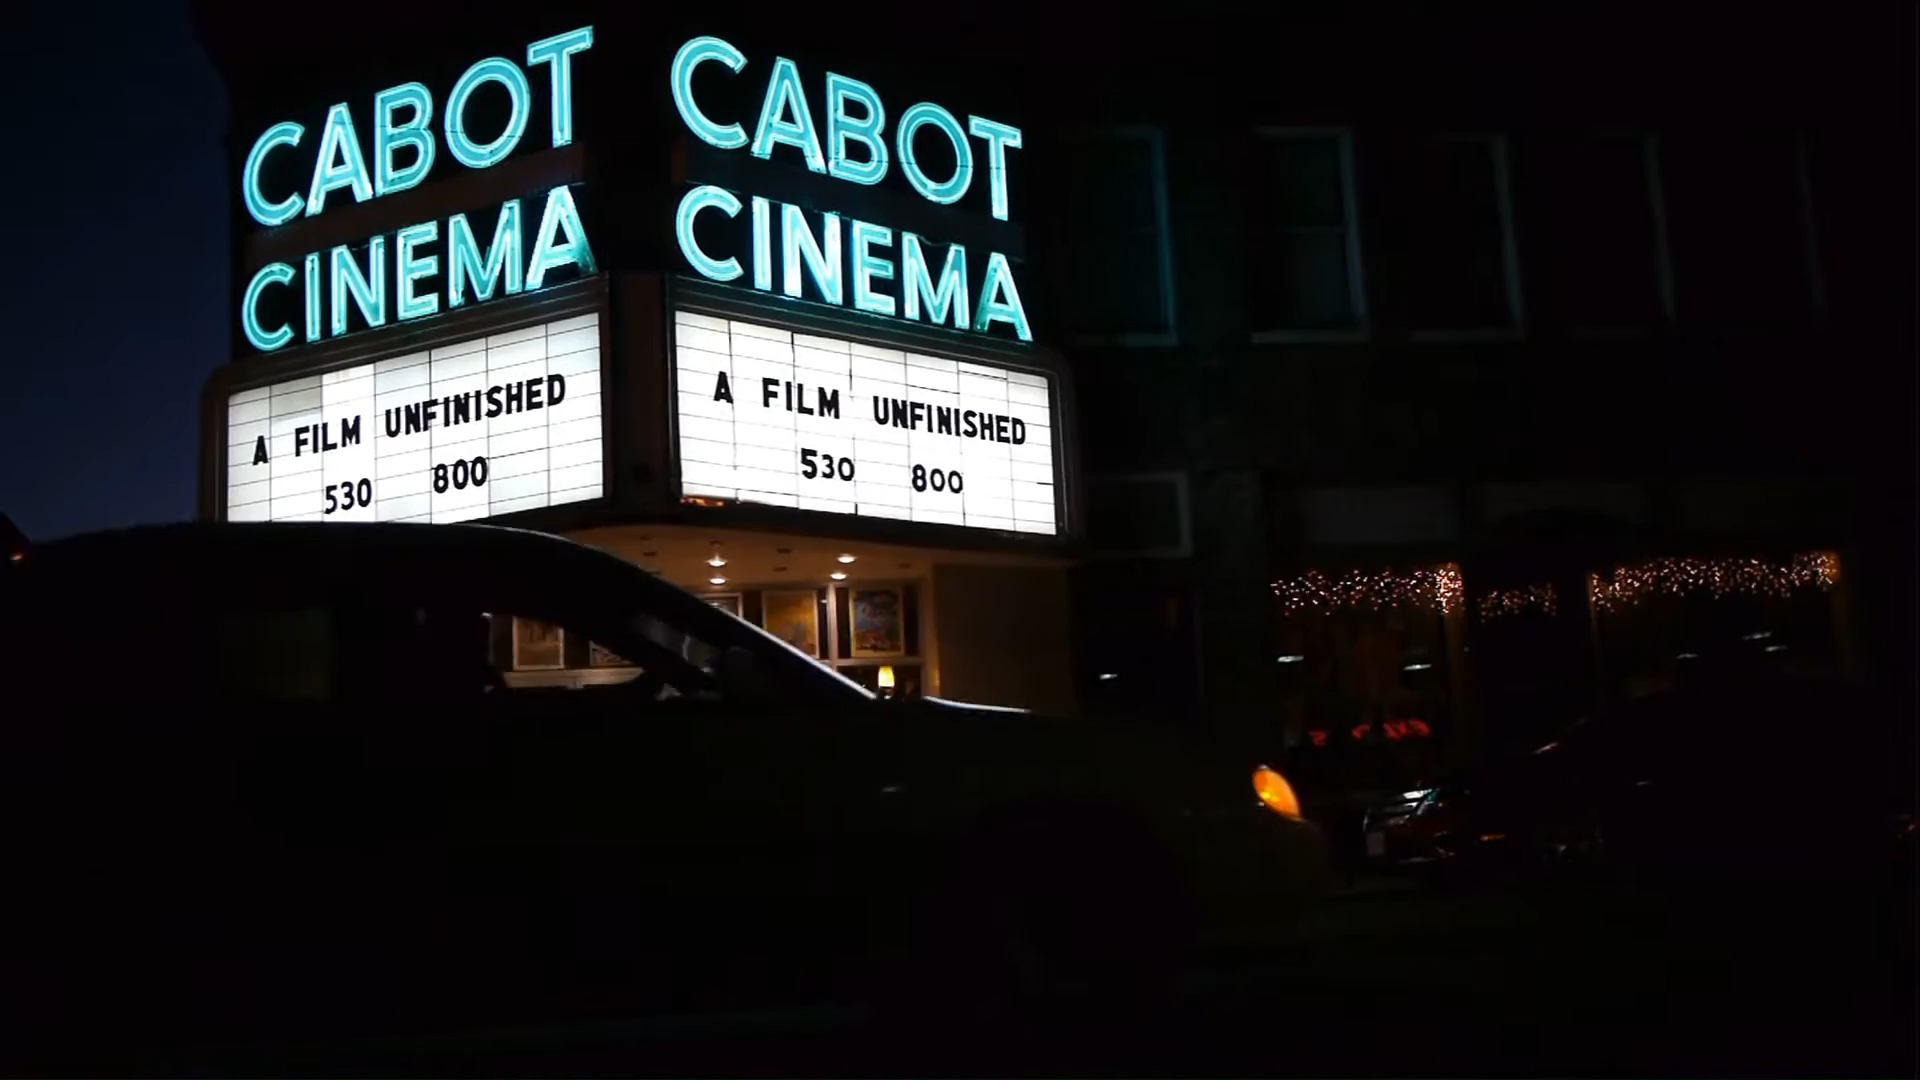 CABOT
CINEMA
A FILM UNFINISHED
530 800
CABOT
CINEMA
A FILM UNFINISHED
530 800